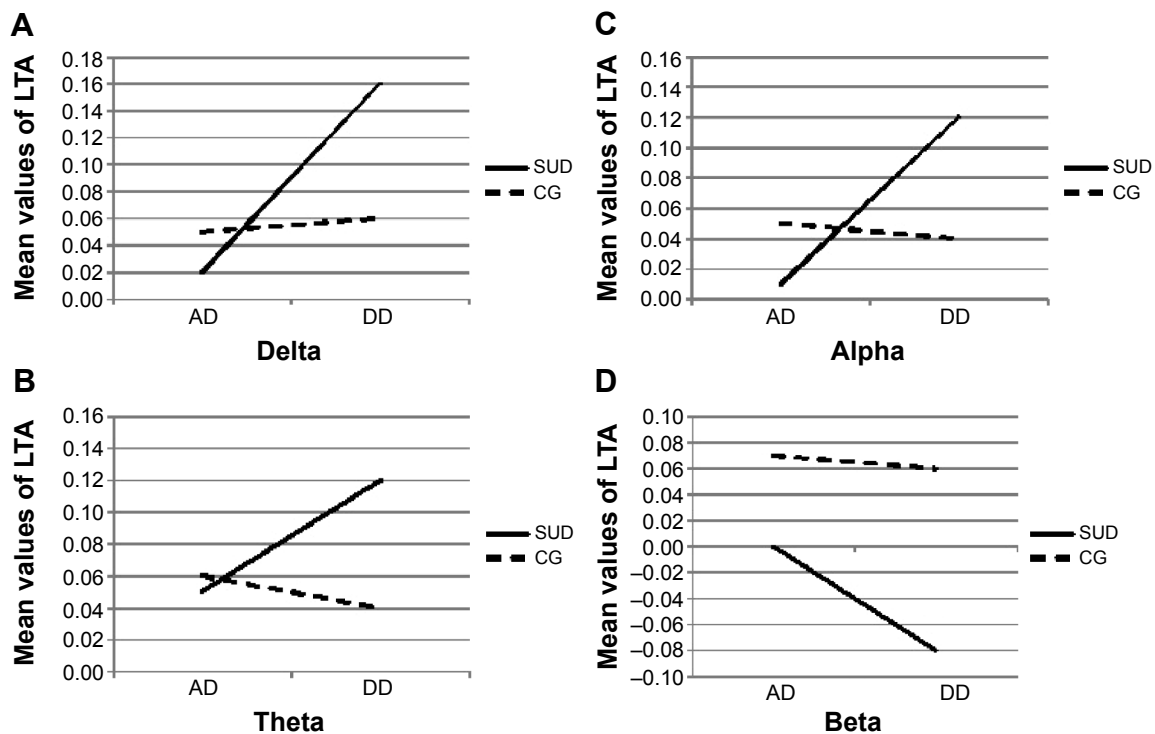 A
Mean values of LTA
0.18
0.16
0.14
0.12
0.10
0.08
0.06
0.04
0.02
0.00
AD DD
Delta
SUD
CG
C
Mean values of LTA
0.16
0.14
0.12
0.10
0.08
0.06
0.04
0.02
0.00
AD DD
Alpha
SUD
CG
B
Mean values of LTA
0.16
0.14
0.12
0.10
0.08
0.06
0.04
0.02
0.00
AD DD
Theta
SUD
CG
D
Mean values of LTA
0.10
0.08
0.06
0.04
0.02
0.00
–0.02
–0.04
–0.06
–0.08
–0.10
AD DD
Beta
SUD
CG